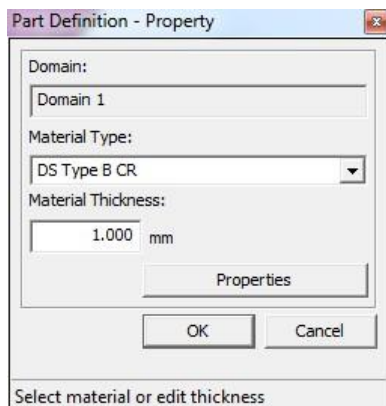 Part Definition - Property
Domain:
Domain 1
Material Type:
DS Type B CR
Material Thickness:
1.000 mm
Properties
OK Cancel
Select material or edit thickness